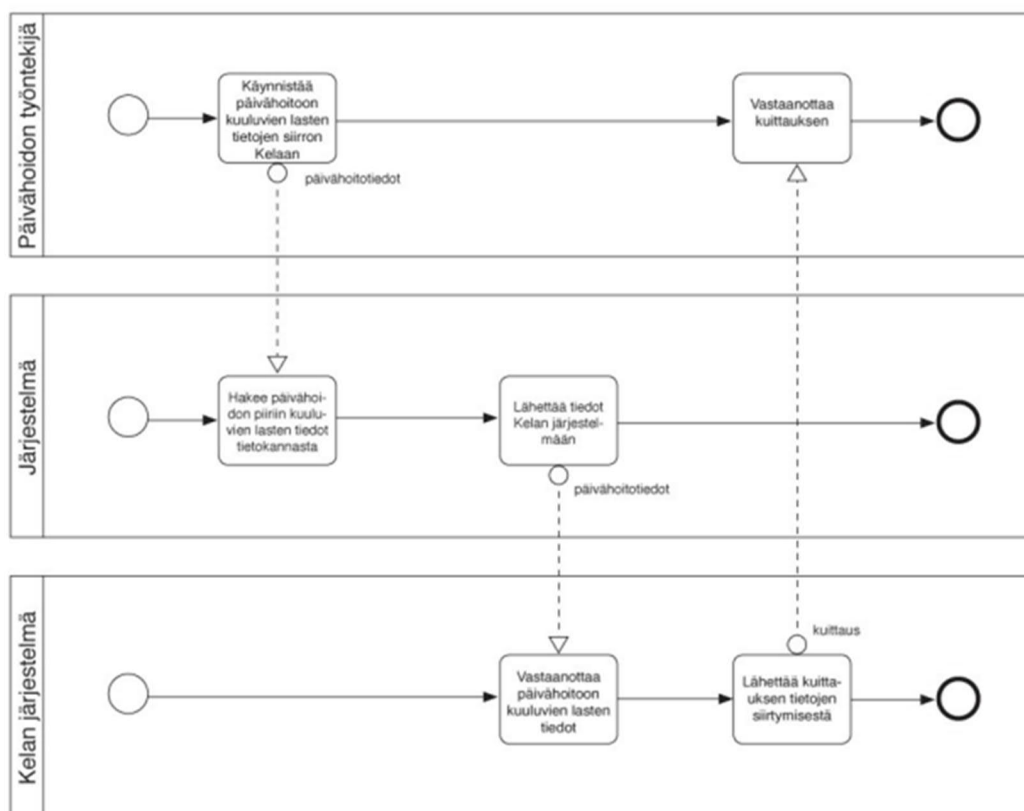 Päivähoidon työntekijä
Käynnistää
päivähoitoon
kuuluvien lasten
tietojen siirron
Kelaan
päivähoitotiedot
Vastaanottaa
kuittauksen
Järjestelmä
Hakee päivähoi-
don piiriin kuulu-
vien lasten tiedot
tietokannasta
Lähettää tiedot
Kelan järjestel-
mään
päivähoitotiedot
Kelan järjestelmä
Vastaanottaa
päivähoitoon
kuuluvien lasten
tiedot
kuittaus
Lähettää kuitta-
uksen tietojen
siirtymisestä